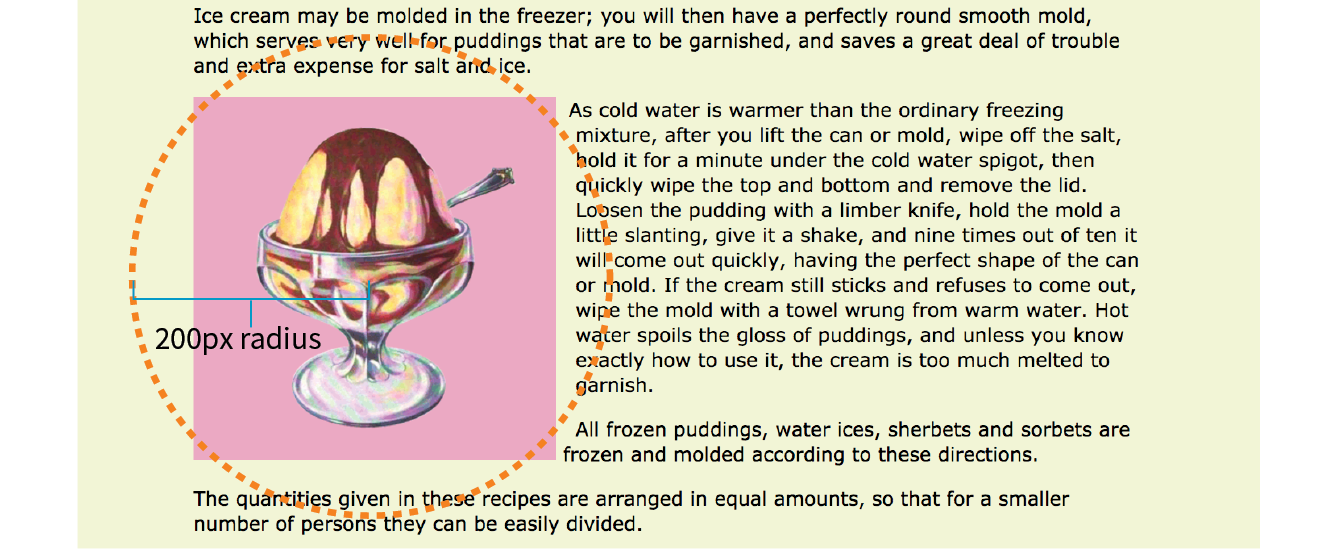 Ice cream may be molded in the freezer; you will then have a perfectly round smooth mold,
which serves very well for puddings that are to be garnished, and saves a great deal of trouble
and extra expense for salt and ice.
As cold water is warmer than the ordinary freezing
mixture, after you lift the can or mold, wipe off the salt,
hold it for a minute under the cold water spigot, then
quickly wipe the top and bottom and remove the lid.
Loosen the pudding with a limber knife, hold the mold a
little slanting, give it a shake, and nine times out of ten it
will come out quickly, having the perfect shape of the can
or mold. If the cream still sticks and refuses to come out,
wipe the mold with a towel wrung from warm water. Hot
water spoils the gloss of puddings, and unless you know
exactly how to use it, the cream is too much melted to
garnish.
200px radius
All frozen puddings, water ices, sherbets and sorbets are
frozen and molded according to these directions.
The quantities given in these recipes are arranged in equal amounts, so that for a smaller
number of persons they can be easily divided.